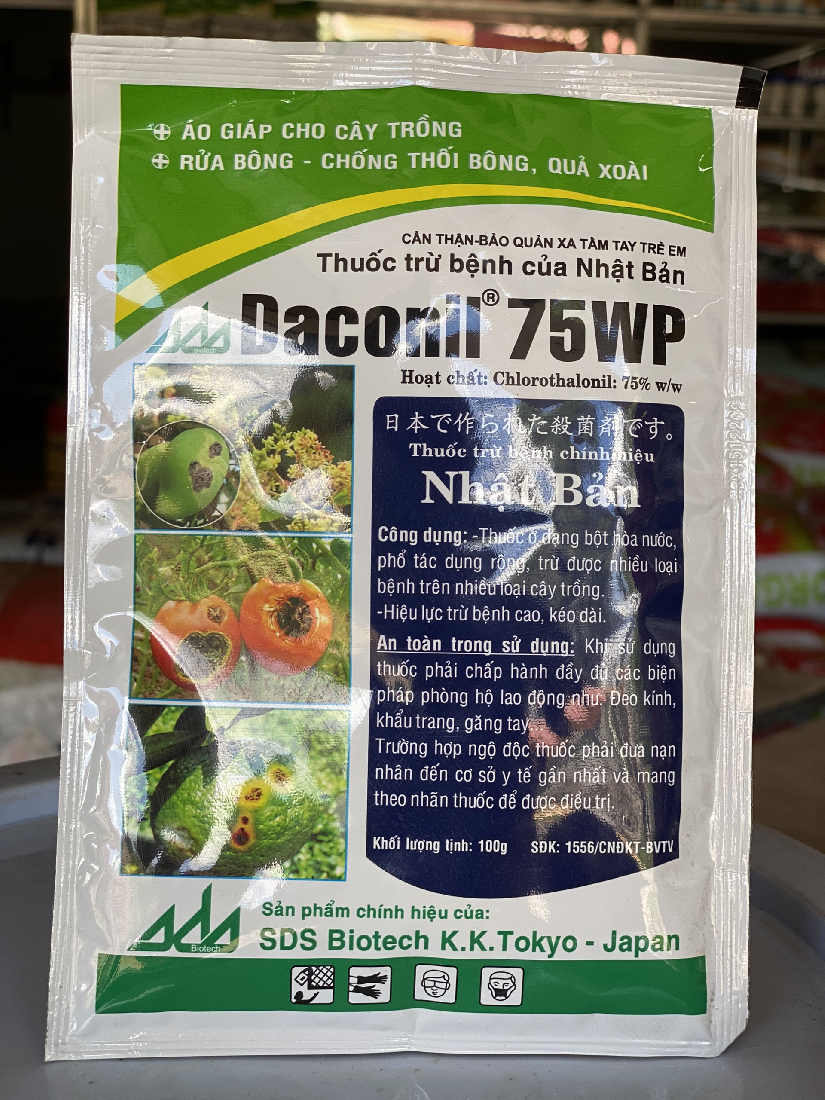 ÁO GIÁP CHO CÂY TRỒNG
RỬA BÔNG - CHỐNG THỐI BÔNG, QUẢ XOÀI
CẨN THẬN-BẢO QUẢN XA TẦM TAY TRẺ EM
Thuốc trừ bệnh của Nhật Bản
sds Biotech
Daconil® 75WP
Hoạt chất: Chlorothalonil: 75% w/w
日本で作られた殺菌剤です。
Thuốc trừ bệnh chính hiệu
Nhật Bản
Công dụng: -Thuốc ở dạng bột hòa nước,
phổ tác dụng rộng, trừ được nhiều loại
bệnh trên nhiều loại cây trồng.
-Hiệu lực trừ bệnh cao, kéo dài.
An toàn trong sử dụng: Khi sử dụng
thuốc phải chấp hành đầy đủ các biện
pháp phòng hộ lao động như: Đeo kính,
khẩu trang, găng tay...
Trường hợp ngộ độc thuốc phải đưa nạn
nhân đến cơ sở y tế gần nhất và mang
theo nhãn thuốc để được điều trị.
Khối lượng tịnh: 100g SĐK: 1556/CNĐKT-BVTV
sds Biotech
Sản phẩm chính hiệu của:
SDS Biotech K.K.Tokyo - Japan